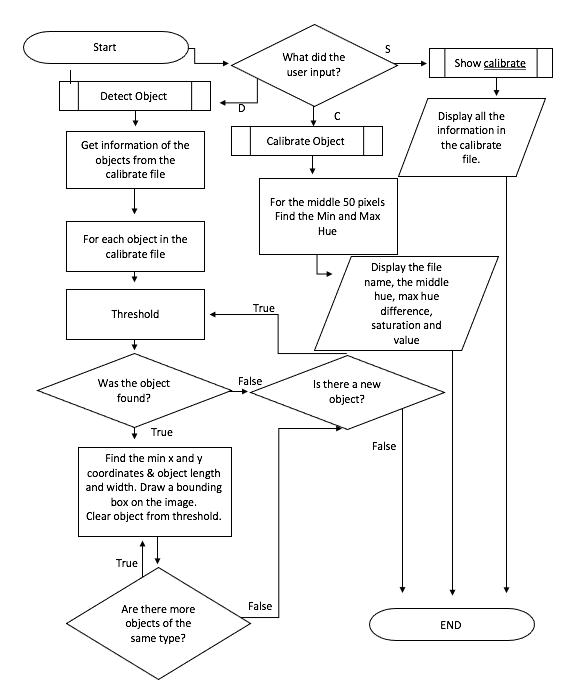 Start
What did the
user input?
S
Show calibrate
Detect Object
D
C
Calibrate Object
Display all the
information in
the calibrate
file.
Get information of the
objects from the
calibrate file
For the middle 50 pixels
Find the Min and Max
Hue
For each object in the
calibrate file
Display the file
name, the middle
hue, max hue
difference,
saturation and
value
Threshold
True
Was the object
found?
False
Is there a new
object?
True
False
Find the min x and y
coordinates & object length
and width. Draw a bounding
box on the image.
Clear object from threshold.
True
Are there more
objects of the
same type?
False
END